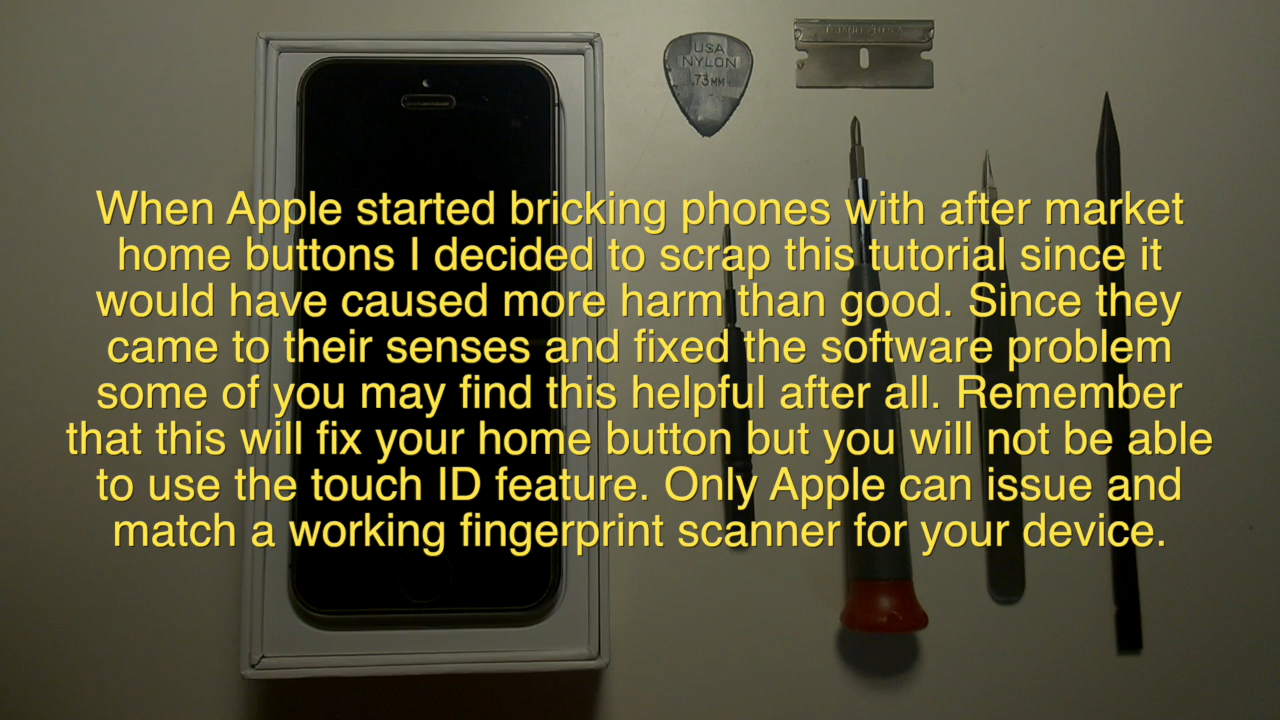 USA
NYLON
.73MM
When Apple started bricking phones with after market
home buttons I decided to scrap this tutorial since it
would have caused more harm than good. Since they
came to their senses and fixed the software problem
some of you may find this helpful after all. Remember
that this will fix your home button but you will not be able
to use the touch ID feature. Only Apple can issue and
match a working fingerprint scanner for your device.